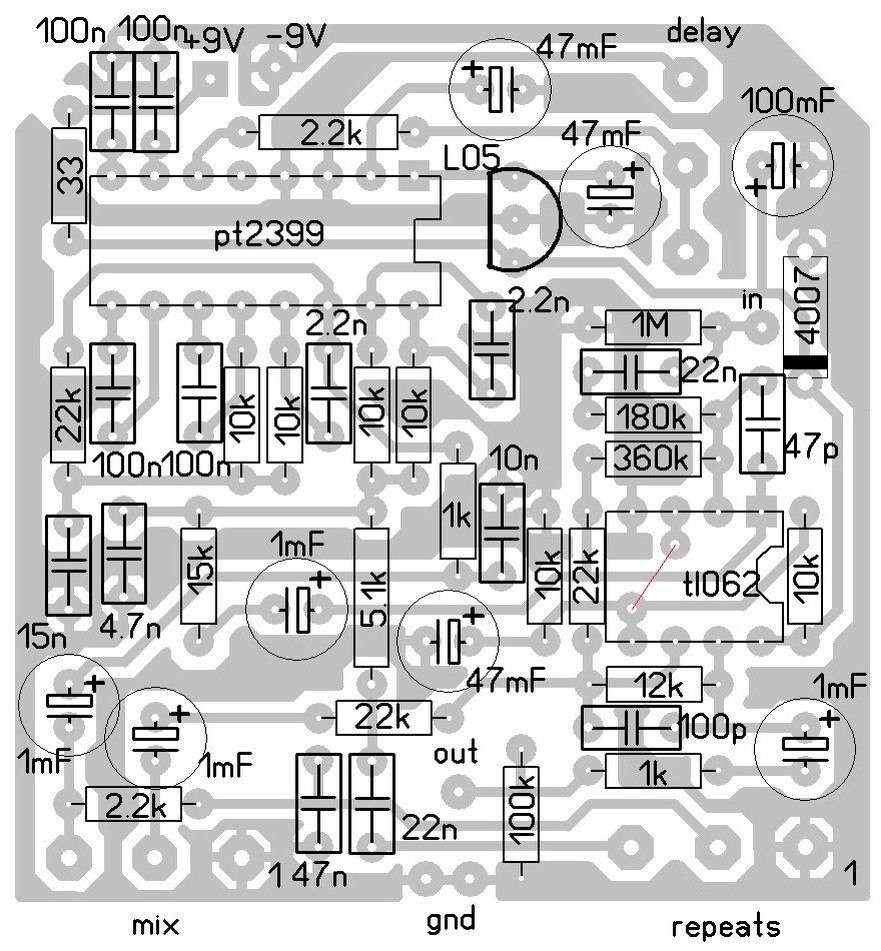 100n 100n +9V -9V
47mF
delay
100mF
33
2.2k
L05
47mF
pt2399
in
4007
2.2n
2.2n
1M
22n
22k
10k
10k
10k
10k
180k
47p
100n 100n
10n
360k
1k
15k
1mF
5.1k
10k
22k
tl062
10k
15n
4.7n
47mF
12k
1mF
1mF
1mF
22k
100p
out
1k
2.2k
100k
22n
1
47n
1
mix
gnd
repeats